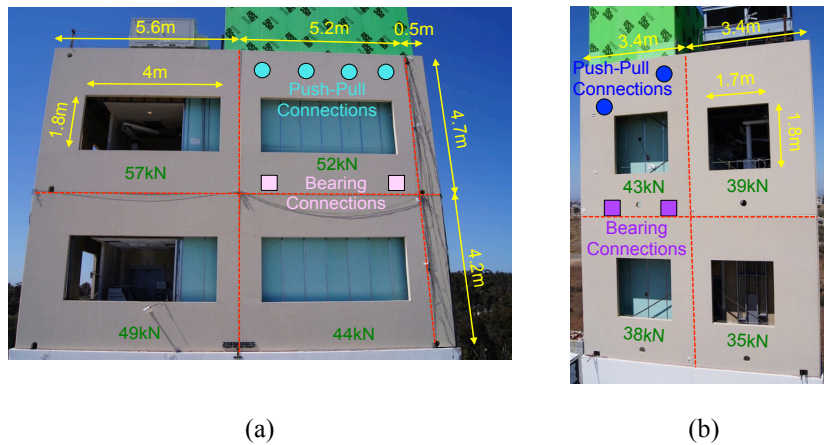 5.6m
5.2m
0.5m
4m
1.8m
Push-Pull
Connections
4.7m
57kN
52kN
Bearing
Connections
4.2m
49kN
44kN
(a)
3.4m
3.4m
Push-Pull
Connections
1.7m
1.8m
43kN
39kN
Bearing
Connections
38kN
35kN
(b)